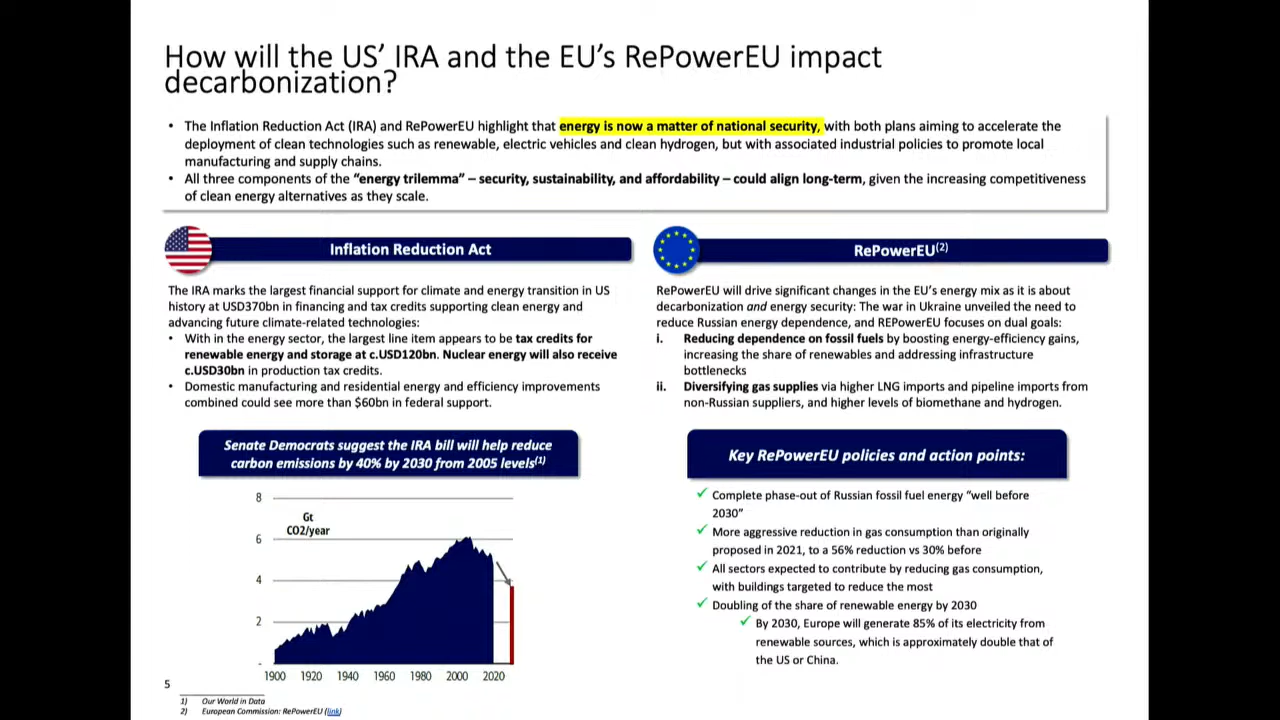 How will the US’ IRA and the EU’s RePowerEU impact
decarbonization?
• The Inflation Reduction Act (IRA) and RePowerEU highlight that energy is now a matter of national security, with both plans aiming to accelerate the
deployment of clean technologies such as renewable, electric vehicles and clean hydrogen, but with associated industrial policies to promote local
manufacturing and supply chains.
• All three components of the “energy trilemma” – security, sustainability, and affordability – could align long-term, given the increasing competitiveness
of clean energy alternatives as they scale.
Inflation Reduction Act
The IRA marks the largest financial support for climate and energy transition in US
history at USD370bn in financing and tax credits supporting clean energy and
advancing future climate-related technologies:
• With in the energy sector, the largest line item appears to be tax credits for
renewable energy and storage at c.USD120bn. Nuclear energy will also receive
c.USD30bn in production tax credits.
• Domestic manufacturing and residential energy and efficiency improvements
combined could see more than $60bn in federal support.
Senate Democrats suggest the IRA bill will help reduce
carbon emissions by 40% by 2030 from 2005 levels(1)
8
Gt
CO2/year
6
4
2
-
1900 1920 1940 1960 1980 2000 2020
RePowerEU(2)
RePowerEU will drive significant changes in the EU’s energy mix as it is about
decarbonization and energy security: The war in Ukraine unveiled the need to
reduce Russian energy dependence, and REPowerEU focuses on dual goals:
i. Reducing dependence on fossil fuels by boosting energy-efficiency gains,
increasing the share of renewables and addressing infrastructure
bottlenecks
ii. Diversifying gas supplies via higher LNG imports and pipeline imports from
non-Russian suppliers, and higher levels of biomethane and hydrogen.
Key RePowerEU policies and action points:
✓ Complete phase-out of Russian fossil fuel energy “well before
2030”
✓ More aggressive reduction in gas consumption than originally
proposed in 2021, to a 56% reduction vs 30% before
✓ All sectors expected to contribute by reducing gas consumption,
with buildings targeted to reduce the most
✓ Doubling of the share of renewable energy by 2030
✓ By 2030, Europe will generate 85% of its electricity from
renewable sources, which is approximately double that of
the US or China.
5
1) Our World in Data
2) European Commission: RePowerEU (link)